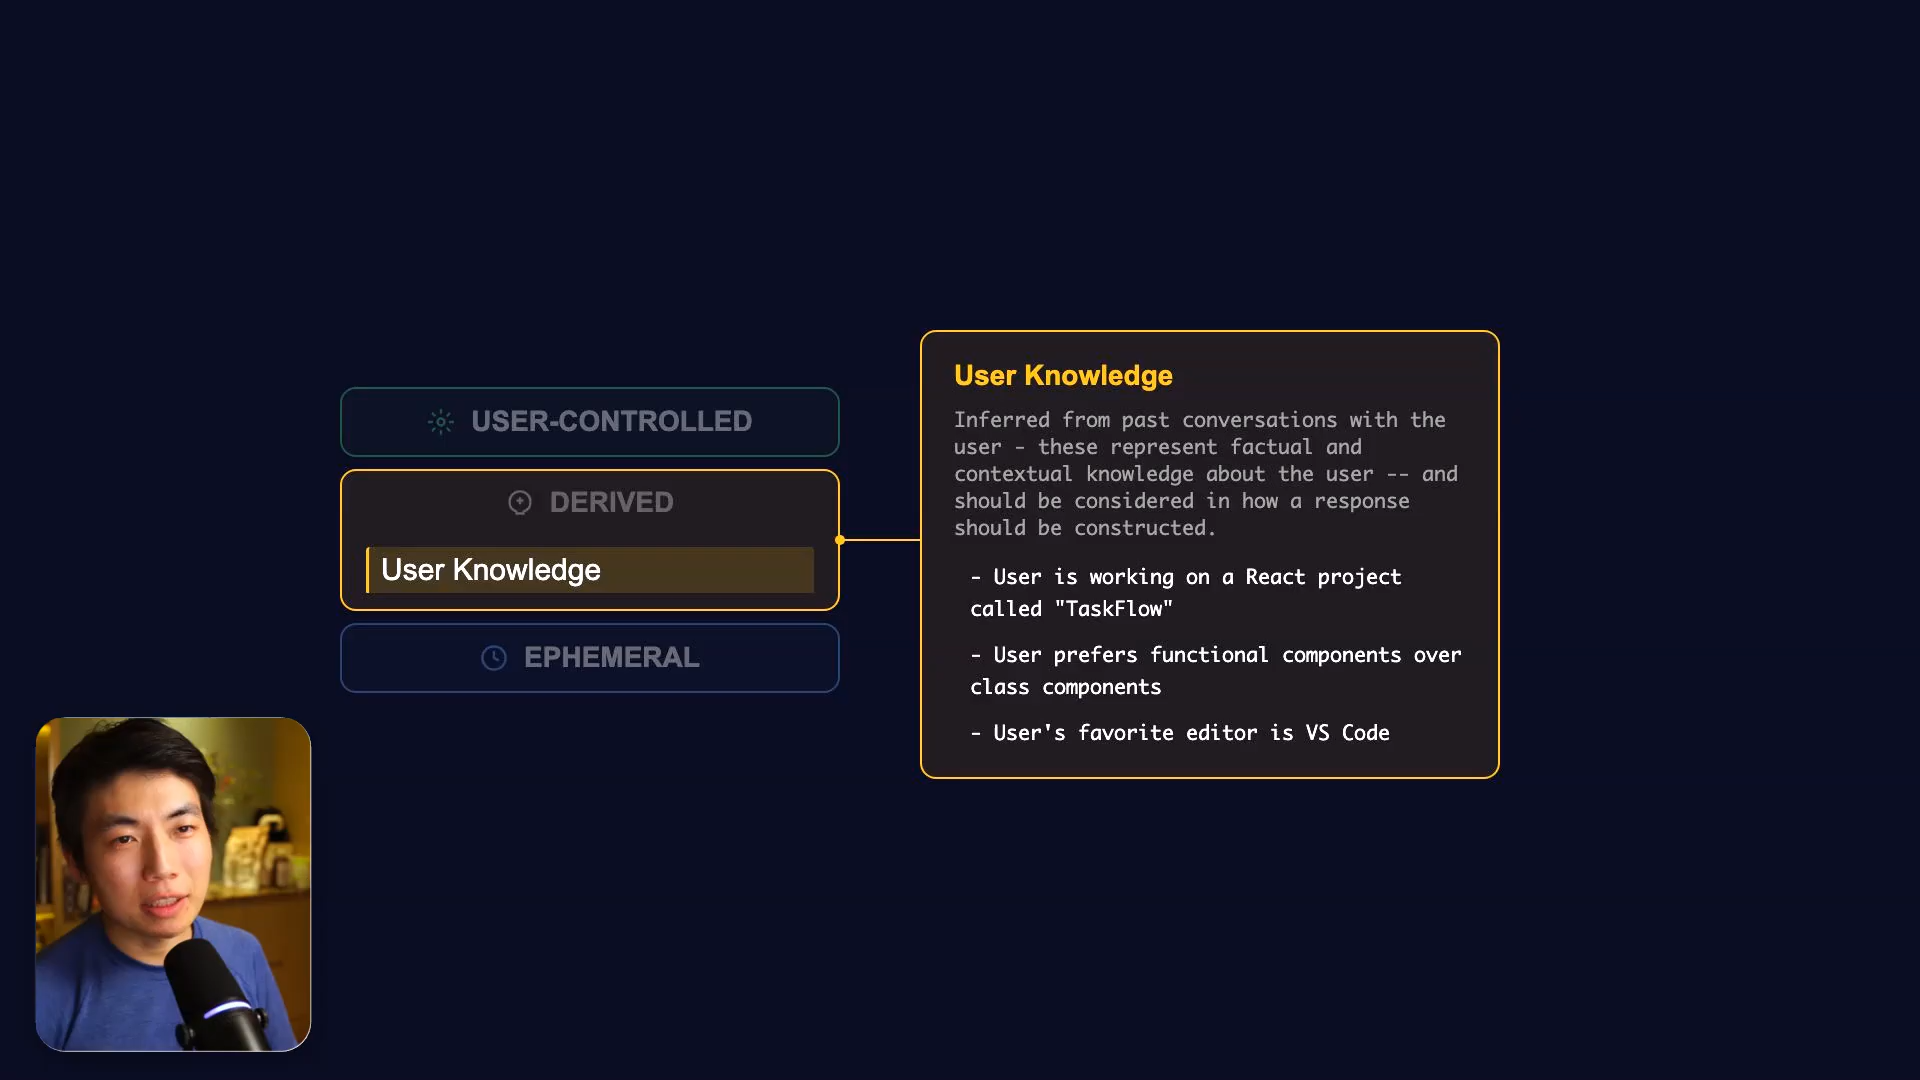 USER-CONTROLLED
DERIVED
User Knowledge
EPHEMERAL
User Knowledge
Inferred from past conversations with the
user - these represent factual and
contextual knowledge about the user -- and
should be considered in how a response
should be constructed.
- User is working on a React project
called "TaskFlow"
- User prefers functional components over
class components
- User's favorite editor is VS Code